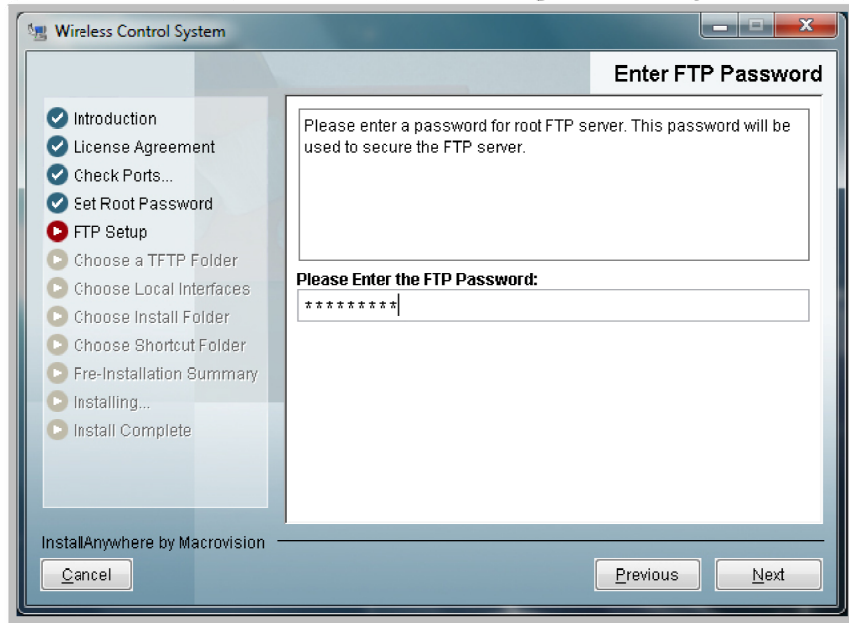 Wireless Control System
Enter FTP Password
Introduction
License Agreement
Check Ports...
Set Root Password
FTP Setup
Choose a TFTP Folder
Choose Local Interfaces
Choose Install Folder
Choose Shortcut Folder
Pre-Installation Summary
Installing...
Install Complete
Please enter a password for root FTP server. This password will be
used to secure the FTP server.
Please Enter the FTP Password:
*********
InstallAnywhere by Macrovision
Cancel
Previous
Next